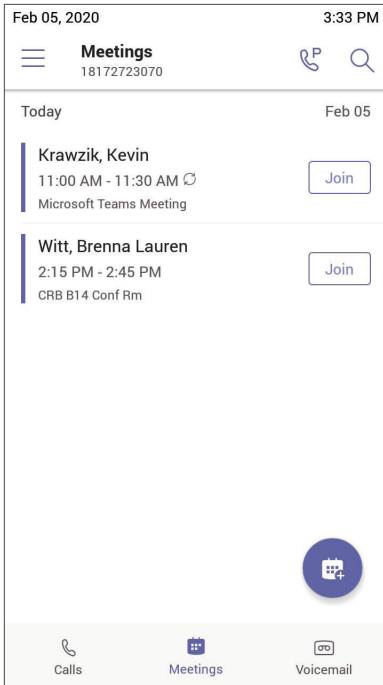 Feb 05, 2020 3:33 PM
Meetings
18172723070
P
Today Feb 05
Krawzik, Kevin
11:00 AM - 11:30 AM
Join
Microsoft Teams Meeting
Witt, Brenna Lauren
2:15 PM - 2:45 PM
Join
CRB B14 Conf Rm
Calls Meetings Voicemail